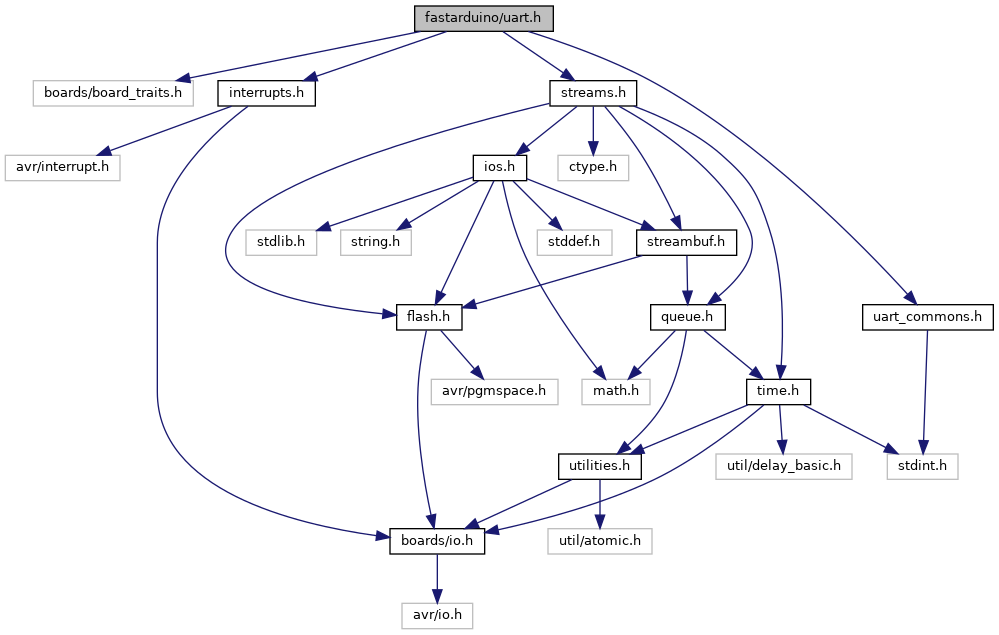 fastarduino/uart.h
boards/board_traits.h
interrupts.h
streams.h
avr/interrupt.h
ios.h
ctype.h
stdlib.h
string.h
stddef.h
streambuf.h
flash.h
queue.h
uart_commons.h
avr/pgmspace.h
math.h
time.h
utilities.h
util/delay_basic.h
stdint.h
boards/io.h
util/atomic.h
avr/io.h